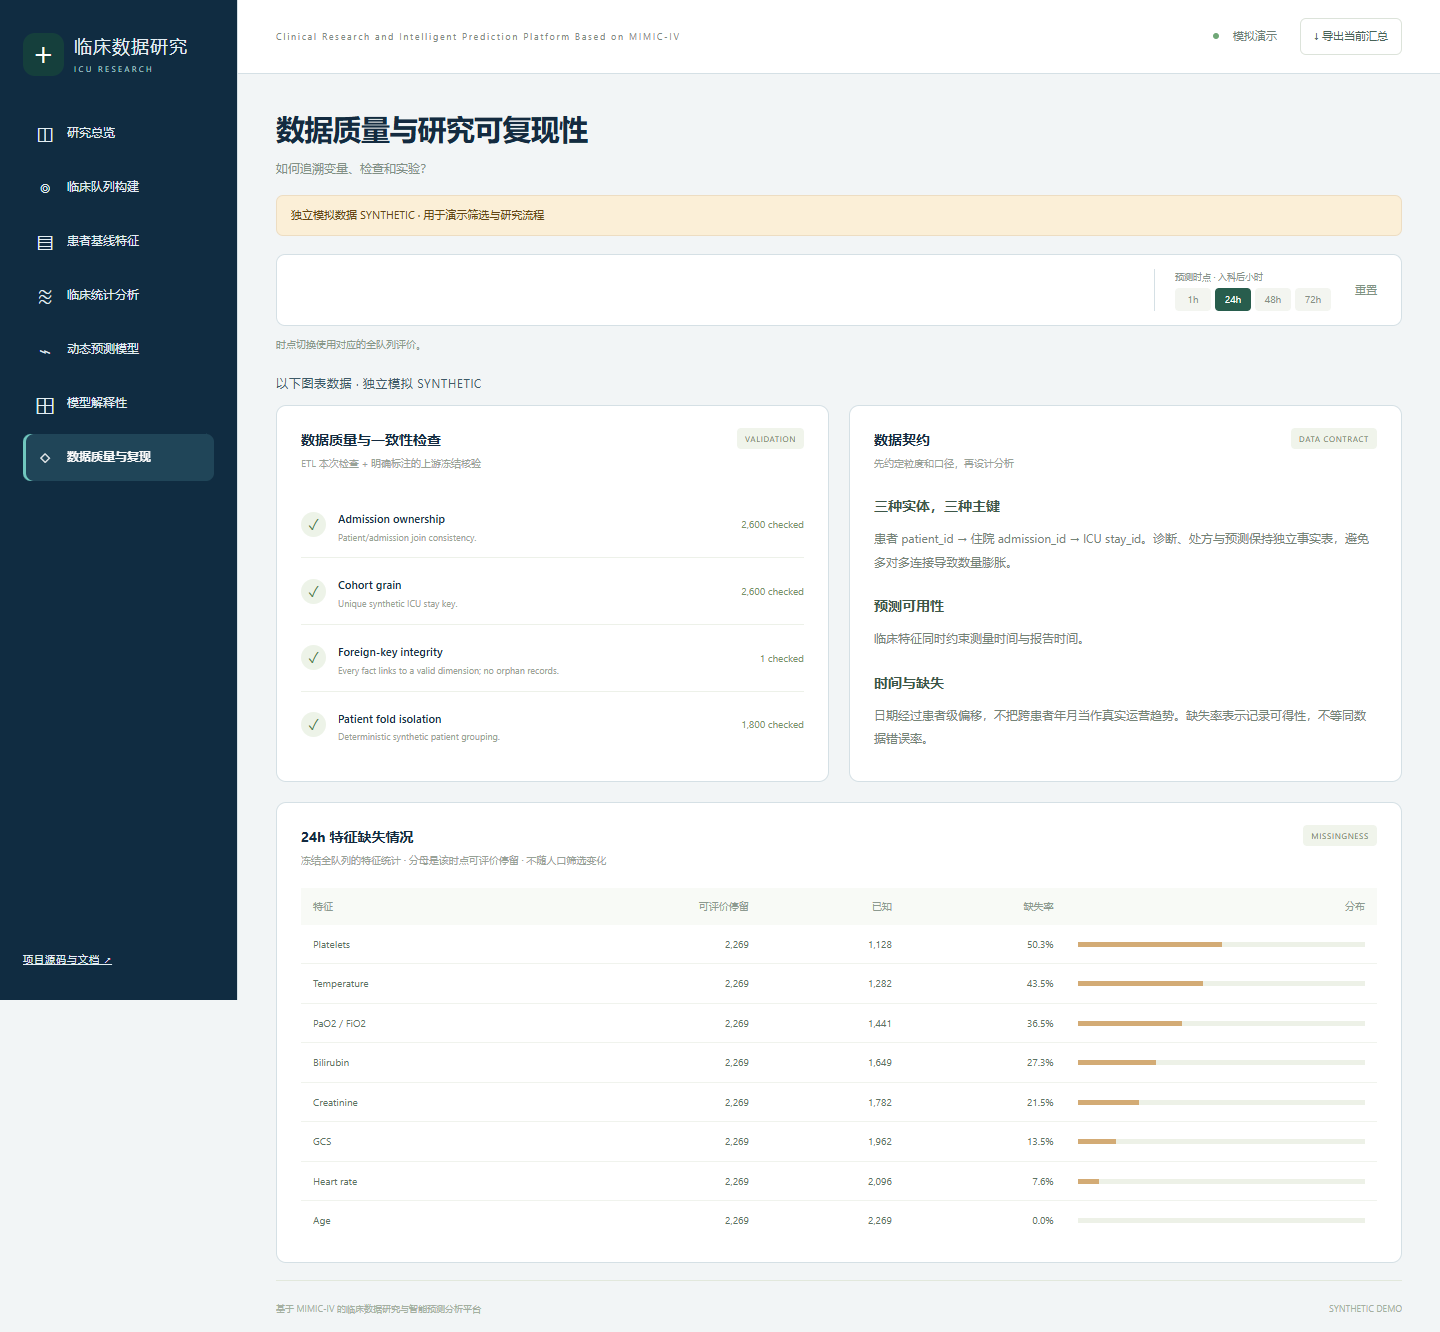 临床数据研究
ICU RESEARCH
研究总览
临床队列构建
患者基线特征
临床统计分析
动态预测模型
模型解释性
数据质量与复现
项目源码与文档 ↗
Clinical Research and Intelligent Prediction Platform Based on MIMIC-IV
模拟演示
↓ 导出当前汇总
数据质量与研究可复现性
如何追溯变量、检查和实验？
独立模拟数据 SYNTHETIC · 用于演示筛选与研究流程
预测时点 · 入科后小时
1h 24h 48h 72h
重置
时点切换使用对应的全队列评价。
以下图表数据 · 独立模拟 SYNTHETIC
数据质量与一致性检查
VALIDATION
ETL 本次检查 + 明确标注的上游冻结核验
✓ Admission ownership
Patient/admission join consistency.
2,600 checked
✓ Cohort grain
Unique synthetic ICU stay key.
2,600 checked
✓ Foreign-key integrity
Every fact links to a valid dimension; no orphan records.
1 checked
✓ Patient fold isolation
Deterministic synthetic patient grouping.
1,800 checked
数据契约
DATA CONTRACT
先约定粒度和口径，再设计分析
三种实体，三种主键
患者 patient_id → 住院 admission_id → ICU stay_id。诊断、处方与预测保持独立事实表，避免
多对多连接导致数量膨胀。
预测可用性
临床特征同时约束测量时间与报告时间。
时间与缺失
日期经过患者级偏移，不把跨患者年月当作真实运营趋势。缺失率表示记录可得性，不等同数
据错误率。
24h 特征缺失情况
MISSINGNESS
冻结全队列的特征统计 · 分母是该时点可评价停留 · 不随人口筛选变化
特征 可评价停留 已知 缺失率 分布
Platelets 2,269 1,128 50.3%
Temperature 2,269 1,282 43.5%
PaO2 / FiO2 2,269 1,441 36.5%
Bilirubin 2,269 1,649 27.3%
Creatinine 2,269 1,782 21.5%
GCS 2,269 1,962 13.5%
Heart rate 2,269 2,096 7.6%
Age 2,269 2,269 0.0%
基于 MIMIC-IV 的临床数据研究与智能预测分析平台
SYNTHETIC DEMO